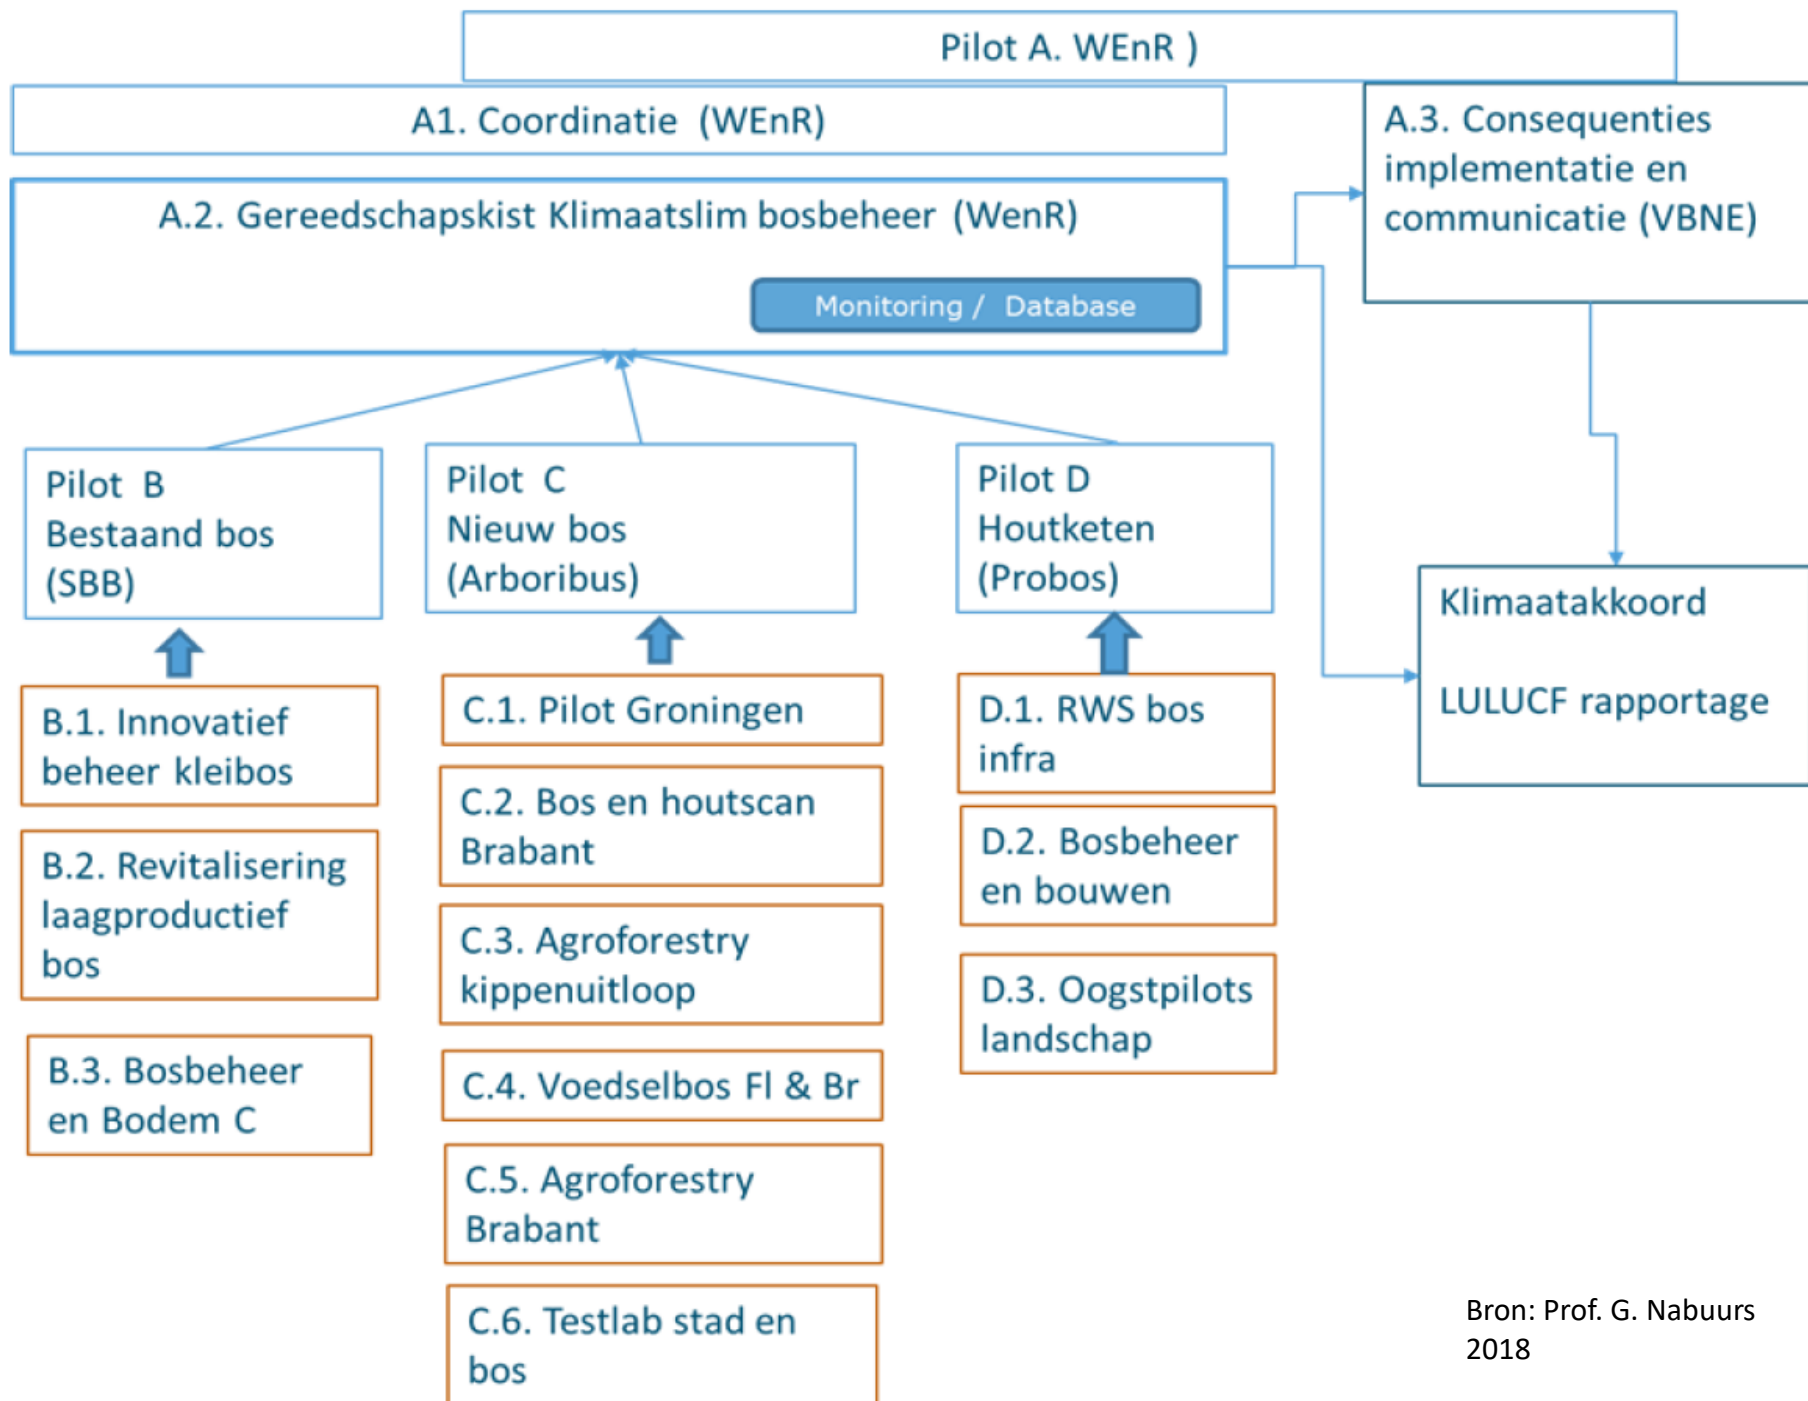 Pilot A. WEnR )
A1. Coordinatie (WEnR)
A.2. Gereedschapskist Klimaatslim bosbeheer (WenR)
Monitoring / Database
A.3. Consequenties
implementatie en
communicatie (VBNE)
Pilot B
Bestaand bos
(SBB)
Pilot C
Nieuw bos
(Arboribus)
Pilot D
Houtketen
(Probos)
Klimaatakkoord
LULUCF rapportage
B.1. Innovatief
beheer kleibos
B.2. Revitalisering
laagproductief
bos
B.3. Bosbeheer
en Bodem C
C.1. Pilot Groningen
C.2. Bos en houtscan
Brabant
C.3. Agroforestry
kippenuitloop
C.4. Voedselbos Fl & Br
C.5. Agroforestry
Brabant
C.6. Testlab stad en
bos
D.1. RWS bos
infra
D.2. Bosbeheer
en bouwen
D.3. Oogstpilots
landschap
Bron: Prof. G. Nabuurs
2018